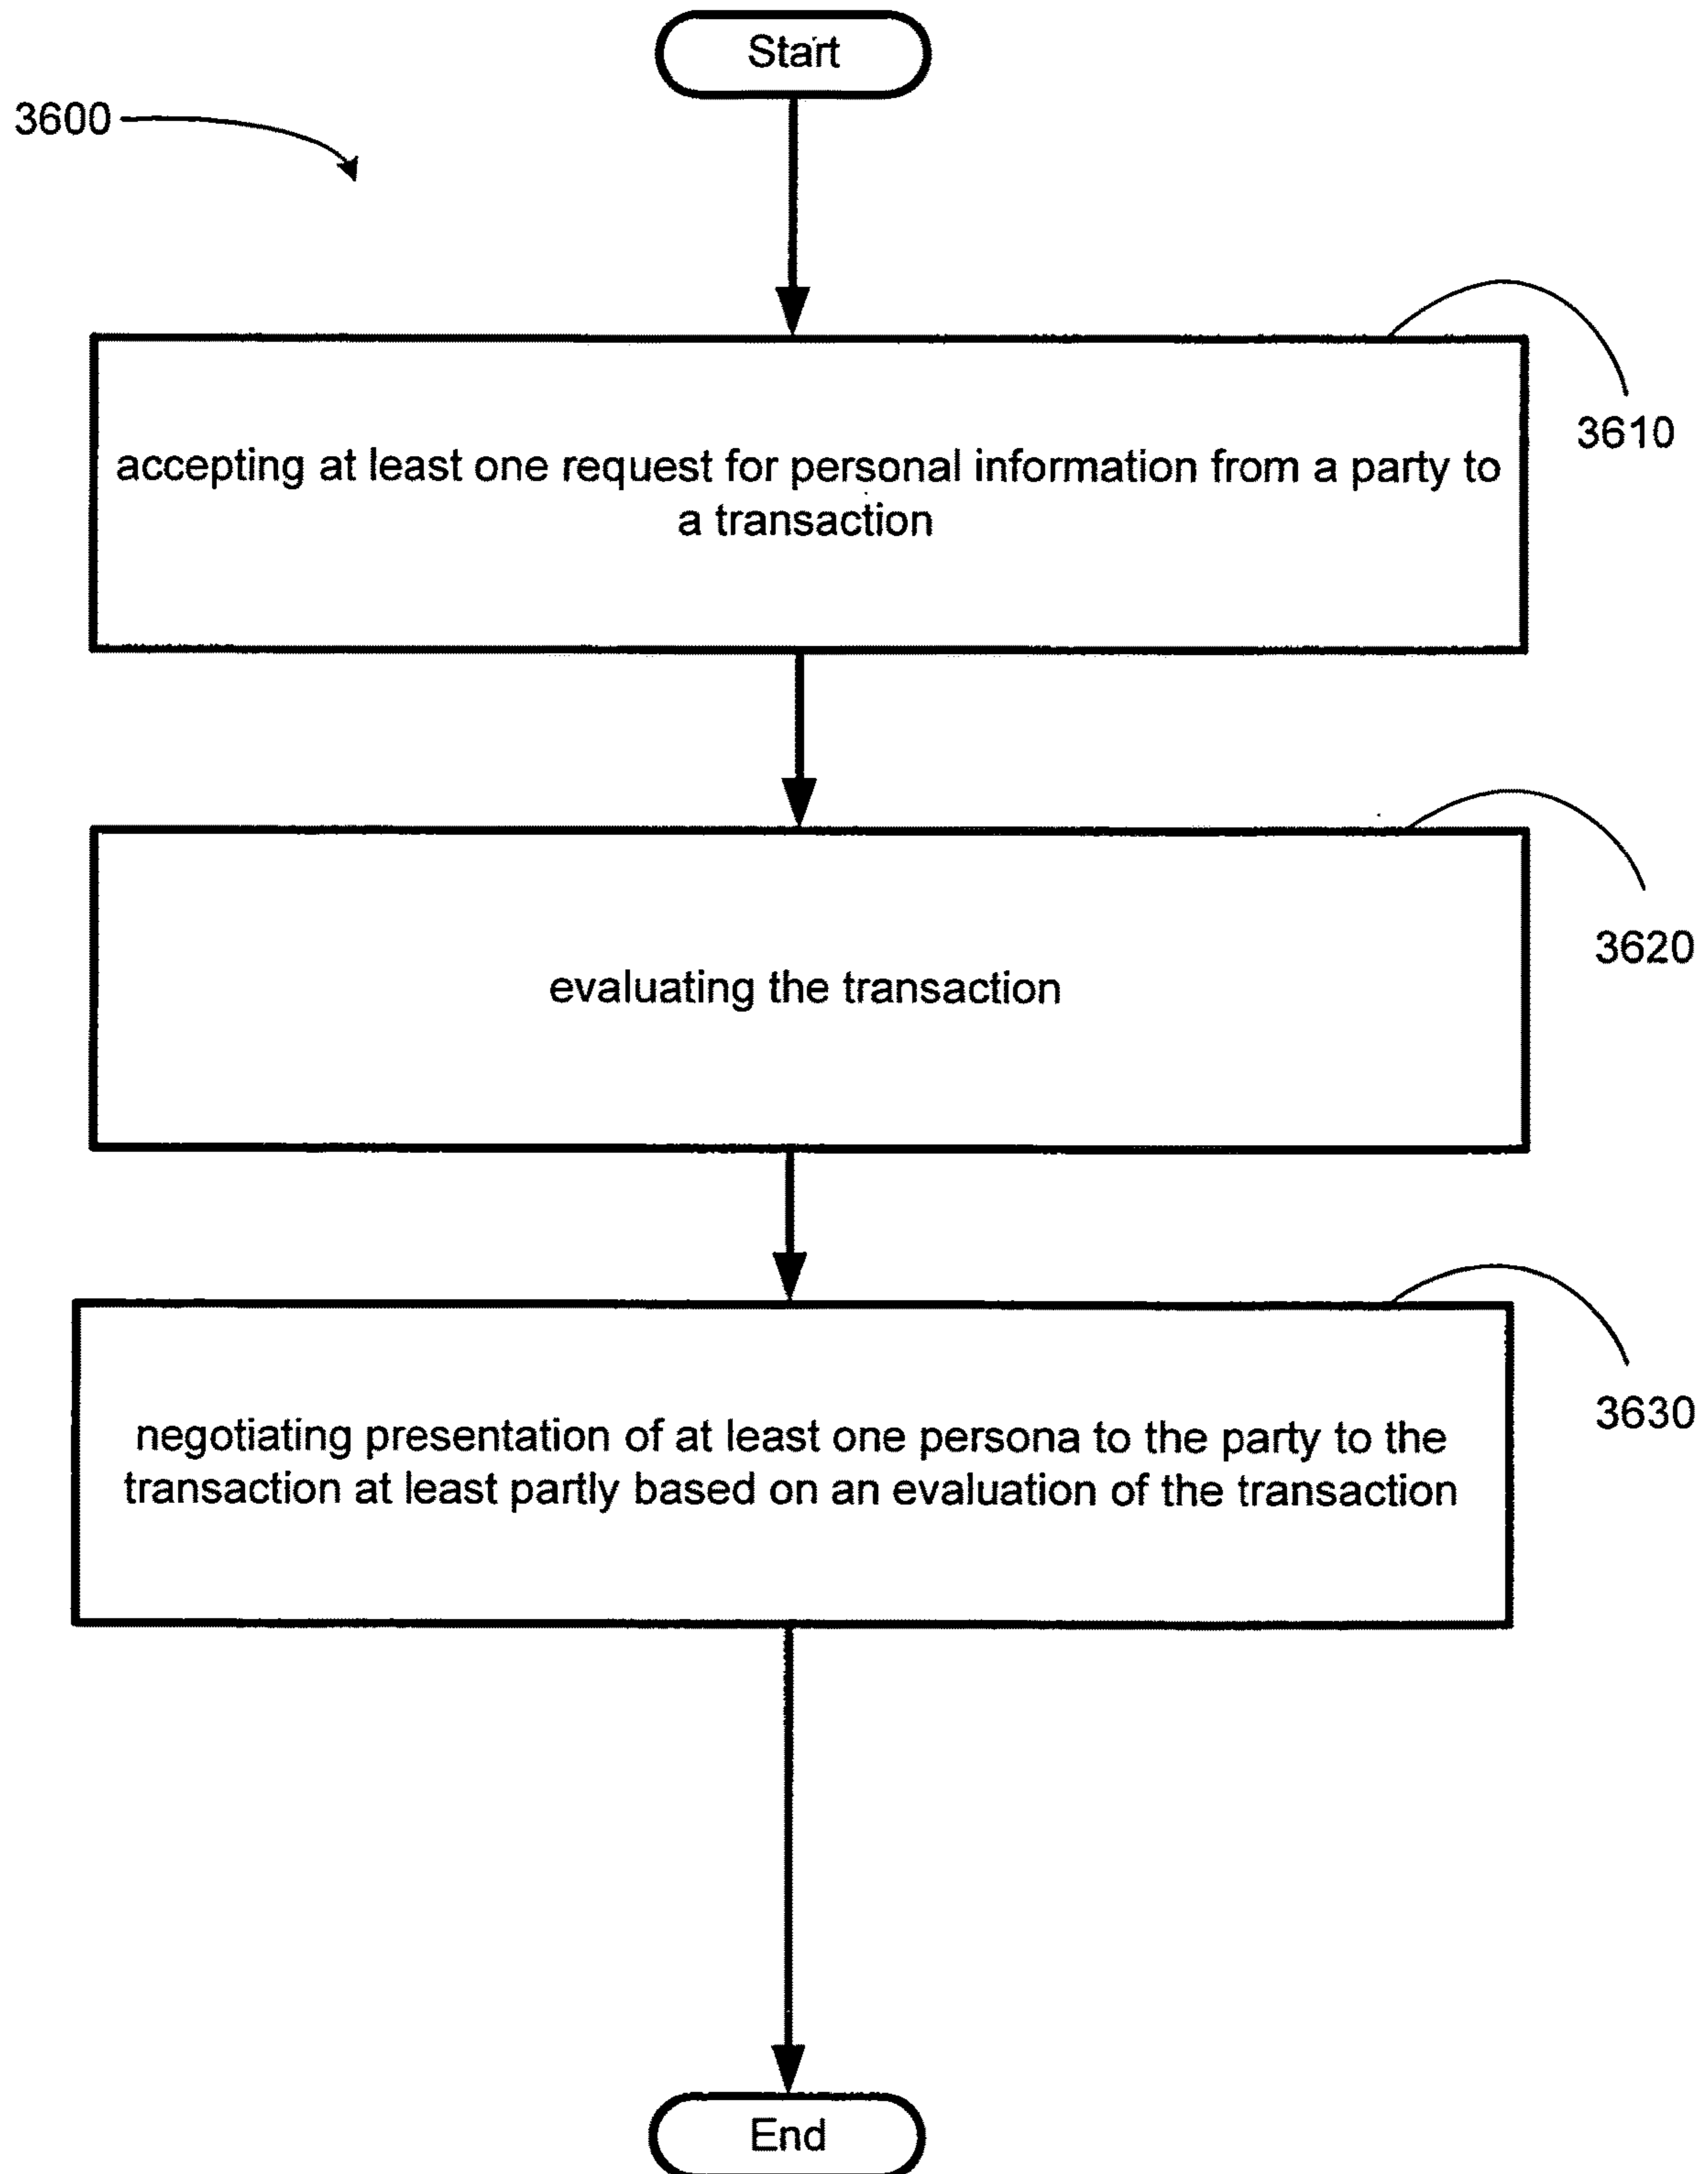 Start
3600
accepting at least one request for personal information from a party to
a transaction
3610
evaluating the transaction
3620
negotiating presentation of at least one persona to the party to the
transaction at least partly based on an evaluation of the transaction
3630
End